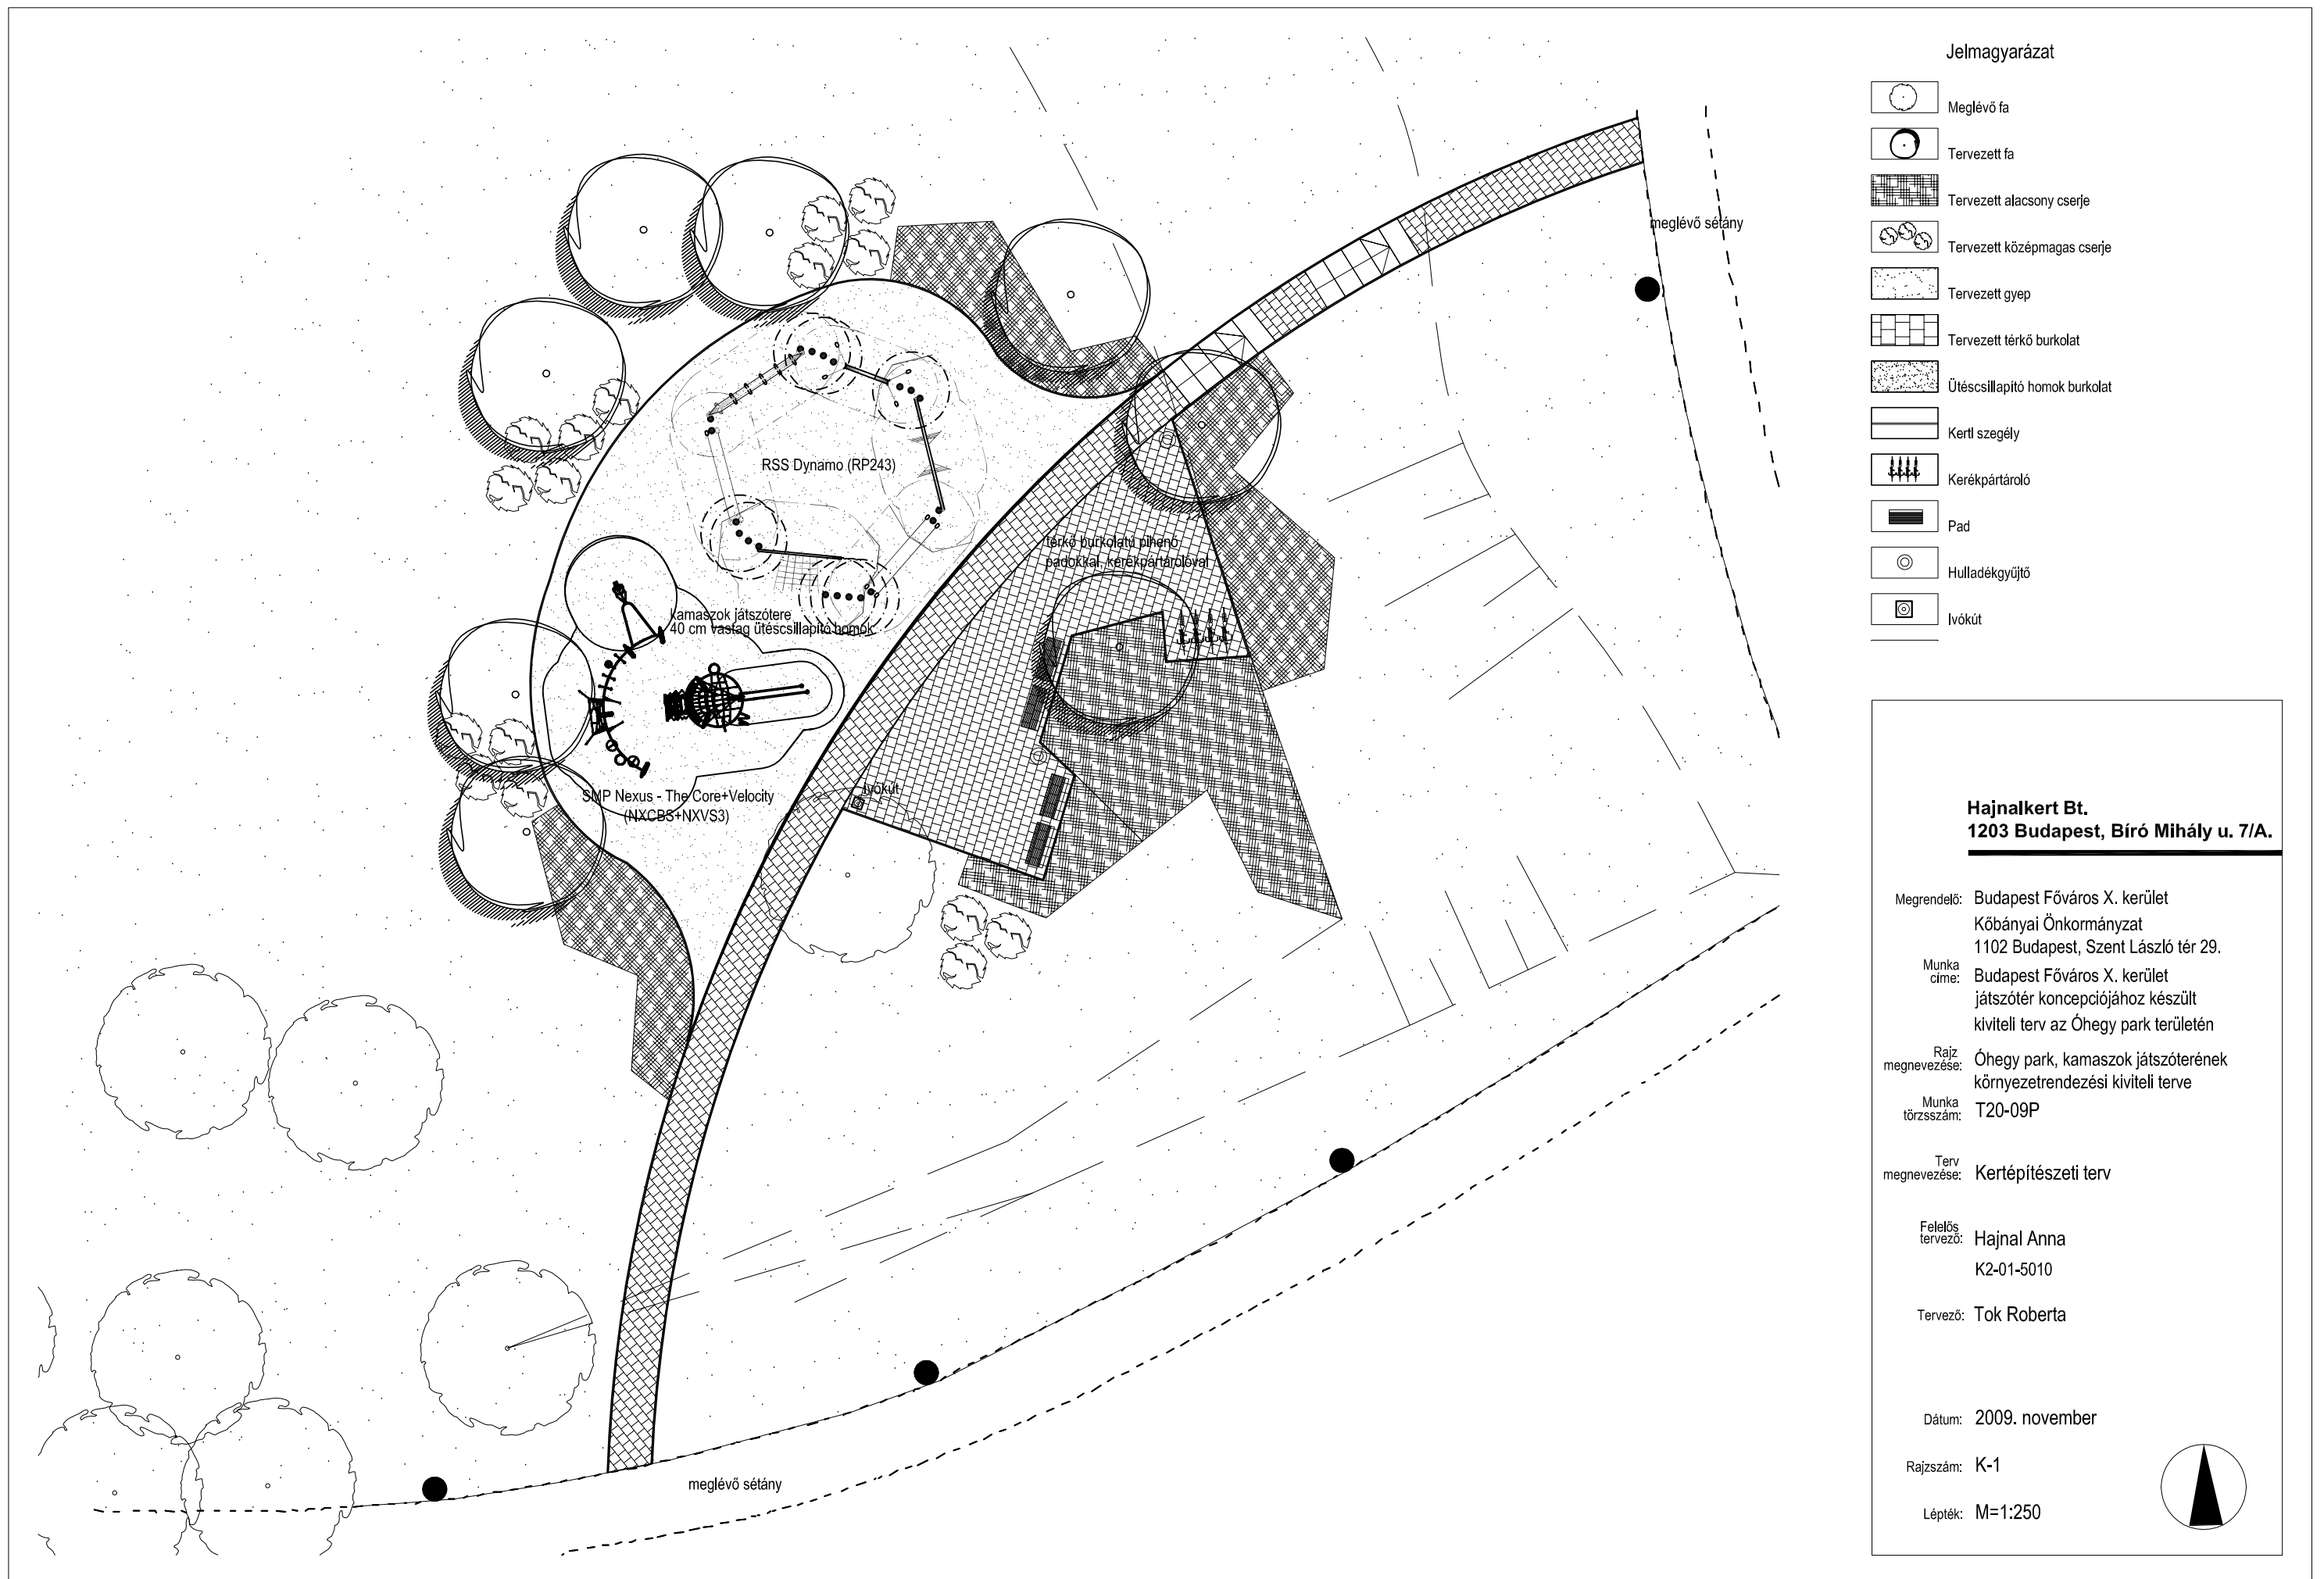 Jelmagyarázat
Meglévő fa
Tervezett fa
Tervezett alacsony cserje
Tervezett középmagas cserje
Tervezett gyep
Tervezett térkő burkolat
Ütéscsillapító homok burkolat
Kerti szegély
Kerékpártároló
Pad
Hulladékgyűjtő
Ivókút
meglévő sétány
RSS Dynamo (RP243)
térkő burkolatú pihenő
padokkal, kerékpártárolóval
kamaszok játszótere
40 cm vastag ütéscsillapító homok
Ivókút
SMP Nexus - The Core+Velocity
(NXCBS+NXVS3)
meglévő sétány
Hajnalkert Bt.
1203 Budapest, Bíró Mihály u. 7/A.
Megrendelő: Budapest Főváros X. kerület
Kőbányai Önkormányzat
1102 Budapest, Szent László tér 29.
Munka
címe: Budapest Főváros X. kerület
játszótér koncepciójához készült
kiviteli terv az Óhegy park területén
Rajz
megnevezése: Óhegy park, kamaszok játszóterének
környezetrendezési kiviteli terve
Munka
törzsszám: T20-09P
Terv
megnevezése: Kertépítészeti terv
Felelős
tervező: Hajnal Anna
K2-01-5010
Tervező: Tok Roberta
Dátum: 2009. november
Rajzszám: K-1
Lépték: M=1:250